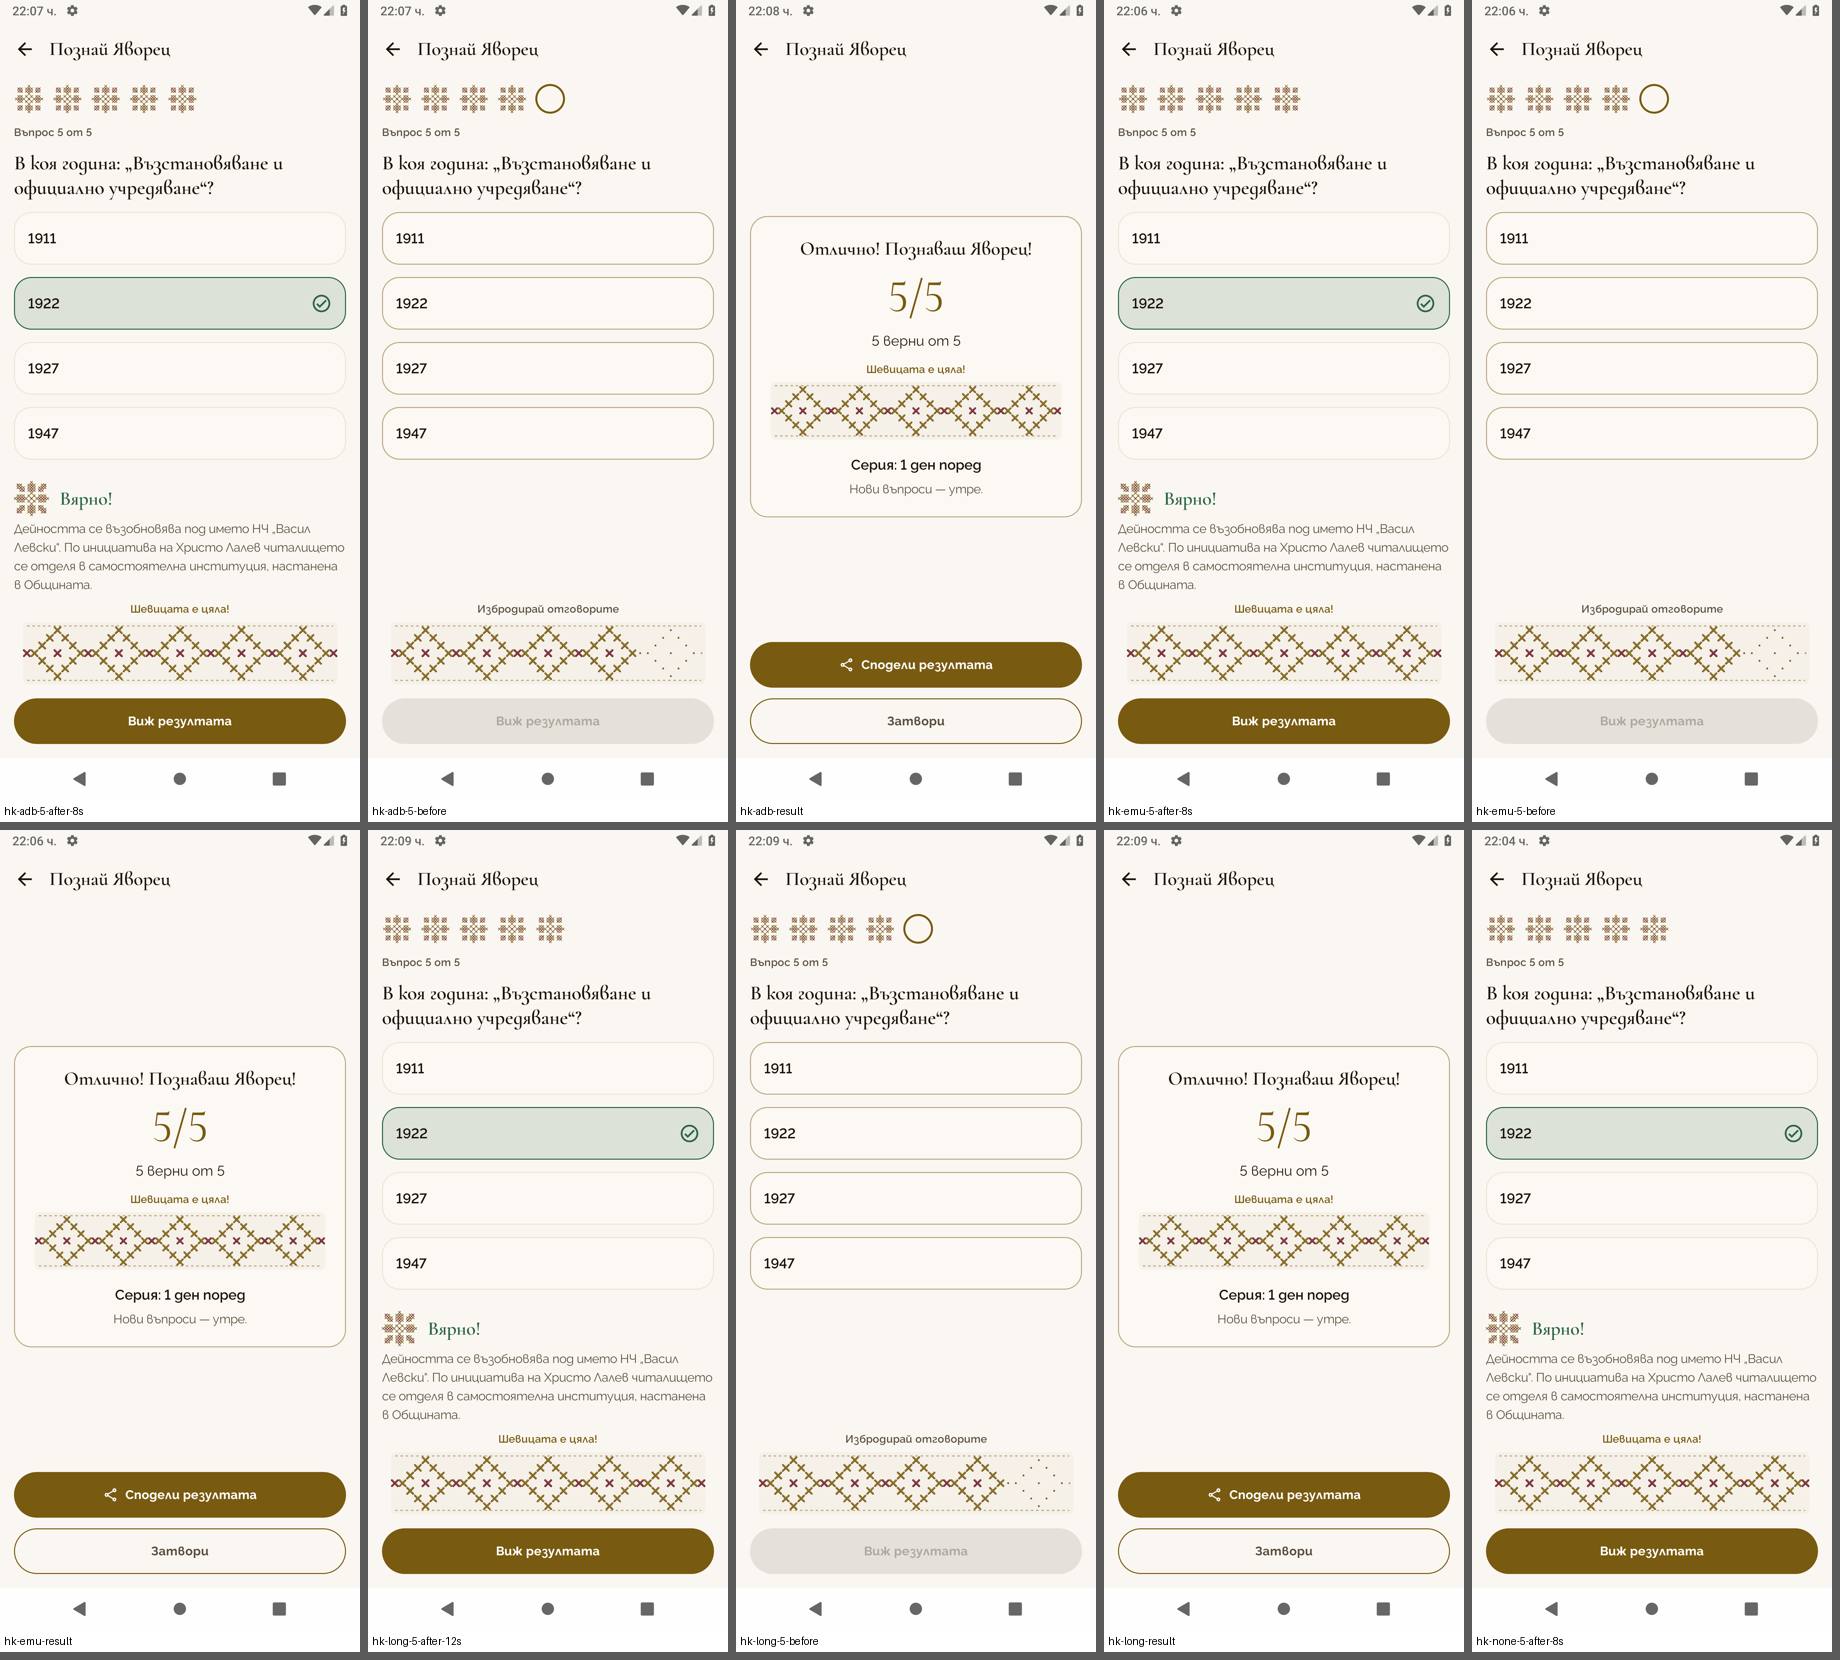 22:07 ч.
Познай Яворец
Въпрос 5 от 5
В коя година: „Възстановяване и
официално учредяване“?
1911
1922
1927
1947
Вярно!
Дейността се възобновява под името НЧ „Васил
Левски“. По инициатива на Христо Лалев читалището
се отделя в самостоятелна институция, настанена
в Общината.
Шевицата е цяла!
Виж резултата
hk-adb-5-after-8s
22:07 ч.
Познай Яворец
Въпрос 5 от 5
В коя година: „Възстановяване и
официално учредяване“?
1911
1922
1927
1947
Избродирай отговорите
Виж резултата
hk-adb-5-before
22:08 ч.
Познай Яворец
Отлично! Познаваш Яворец!
5/5
5 верни от 5
Шевицата е цяла!
Серия: 1 ден поред
Нови въпроси — утре.
Сподели резултата
Затвори
hk-adb-result
22:06 ч.
Познай Яворец
Въпрос 5 от 5
В коя година: „Възстановяване и
официално учредяване“?
1911
1922
1927
1947
Вярно!
Дейността се възобновява под името НЧ „Васил
Левски“. По инициатива на Христо Лалев читалището
се отделя в самостоятелна институция, настанена
в Общината.
Шевицата е цяла!
Виж резултата
hk-emu-5-after-8s
22:06 ч.
Познай Яворец
Въпрос 5 от 5
В коя година: „Възстановяване и
официално учредяване“?
1911
1922
1927
1947
Избродирай отговорите
Виж резултата
hk-emu-5-before
22:06 ч.
Познай Яворец
Отлично! Познаваш Яворец!
5/5
5 верни от 5
Шевицата е цяла!
Серия: 1 ден поред
Нови въпроси — утре.
Сподели резултата
Затвори
hk-emu-result
22:09 ч.
Познай Яворец
Въпрос 5 от 5
В коя година: „Възстановяване и
официално учредяване“?
1911
1922
1927
1947
Вярно!
Дейността се възобновява под името НЧ „Васил
Левски“. По инициатива на Христо Лалев читалището
се отделя в самостоятелна институция, настанена
в Общината.
Шевицата е цяла!
Виж резултата
hk-long-5-after-12s
22:09 ч.
Познай Яворец
Въпрос 5 от 5
В коя година: „Възстановяване и
официално учредяване“?
1911
1922
1927
1947
Избродирай отговорите
Виж резултата
hk-long-5-before
22:09 ч.
Познай Яворец
Отлично! Познаваш Яворец!
5/5
5 верни от 5
Шевицата е цяла!
Серия: 1 ден поред
Нови въпроси — утре.
Сподели резултата
Затвори
hk-long-result
22:04 ч.
Познай Яворец
Въпрос 5 от 5
В коя година: „Възстановяване и
официално учредяване“?
1911
1922
1927
1947
Вярно!
Дейността се възобновява под името НЧ „Васил
Левски“. По инициатива на Христо Лалев читалището
се отделя в самостоятелна институция, настанена
в Общината.
Шевицата е цяла!
Виж резултата
hk-none-5-after-8s